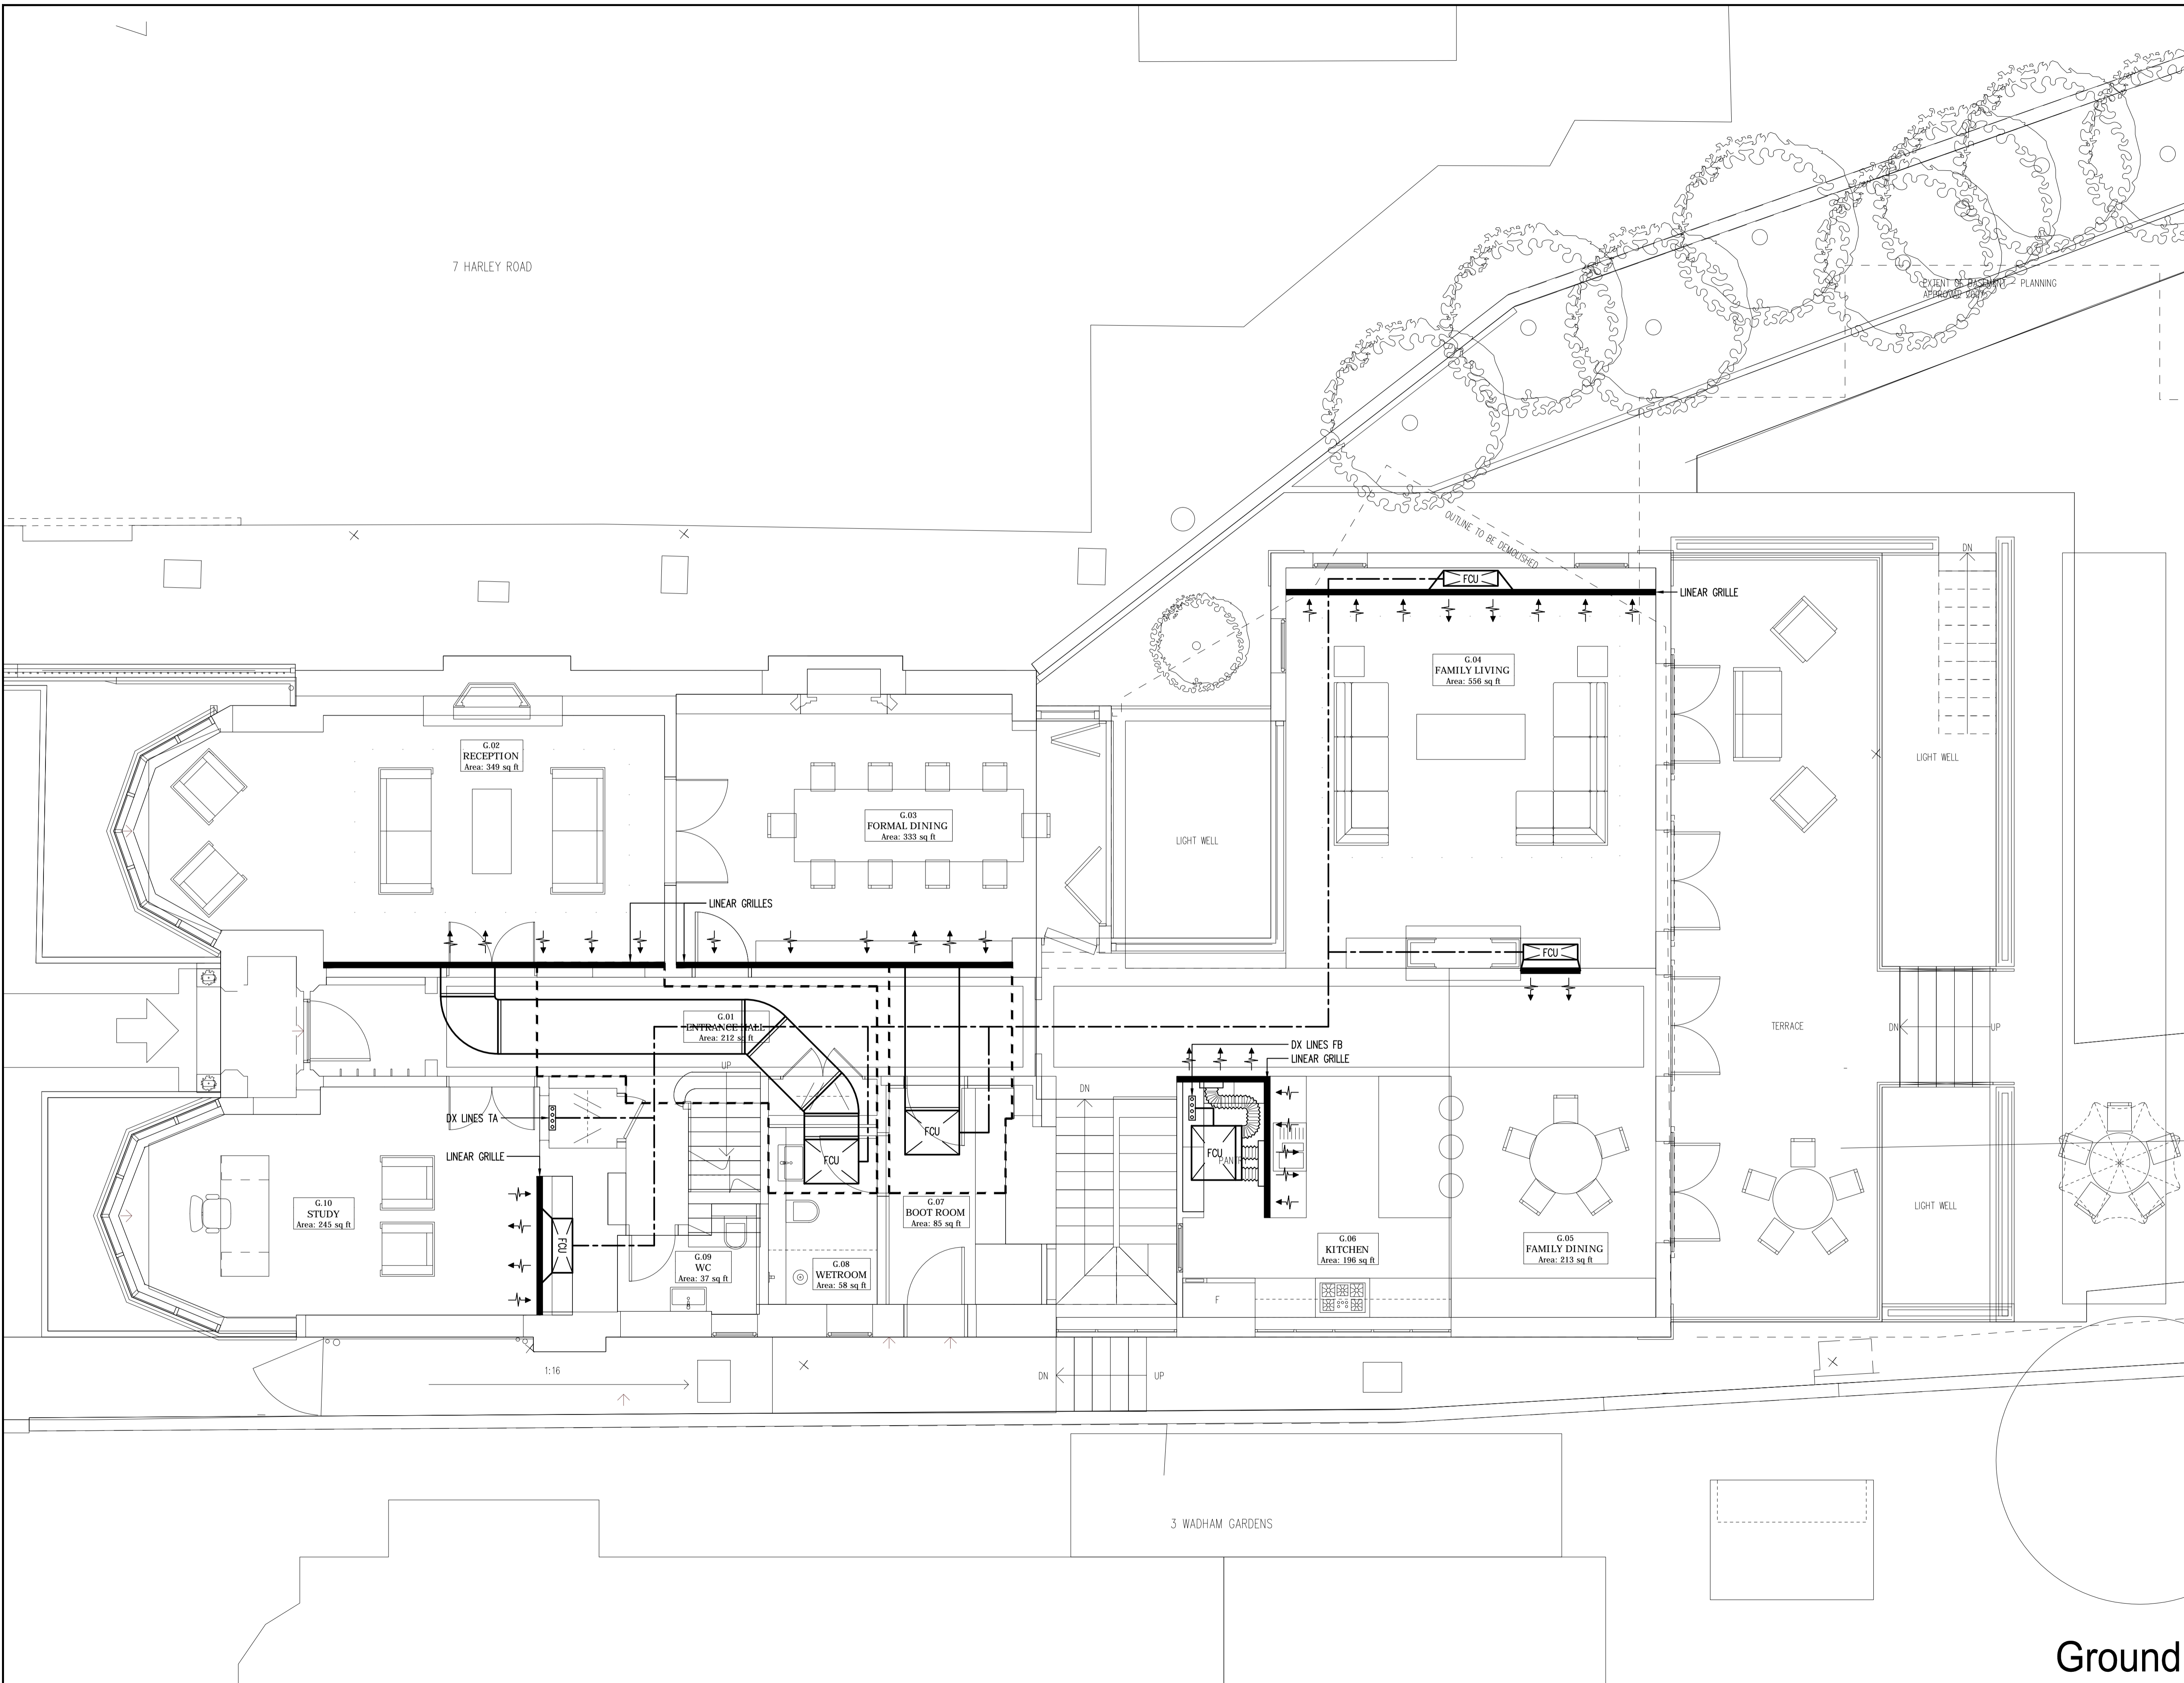 7 HARLEY ROAD
EXTENT OF BASEMENT - PLANNING
APPROVED
OUTLINE TO BE DEMOLISHED
DN
FCU
LINEAR GRILLE
G.04
FAMILY LIVING
Area: 556 sq ft
G.02
RECEPTION
Area: 349 sq ft
LIGHT WELL
G.03
FORMAL DINING
Area: 333 sq ft
LIGHT WELL
LINEAR GRILLES
FCU
G.01
ENTRANCE HALL
Area: 212 sq ft
TERRACE
DN
UP
DX LINES FB
LINEAR GRILLE
UP
DN
DX LINES TA
FCU
FCU
FCU
PANTRY
LINEAR GRILLE
G.10
STUDY
Area: 245 sq ft
G.07
BOOT ROOM
Area: 85 sq ft
LIGHT WELL
FCU
G.09
WC
Area: 37 sq ft
G.08
WETROOM
Area: 58 sq ft
G.06
KITCHEN
Area: 196 sq ft
G.05
FAMILY DINING
Area: 213 sq ft
F
1:16
DN
UP
3 WADHAM GARDENS
Ground